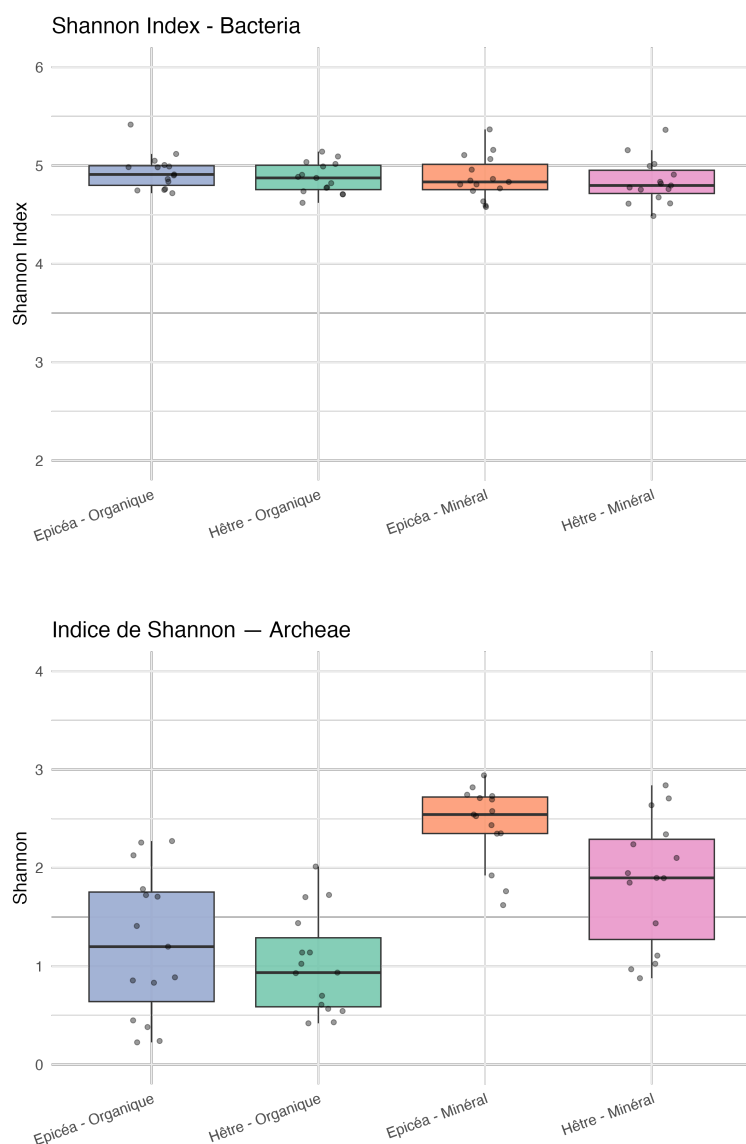 Shannon Index - Bacteria
6
5
4
3
2
Shannon Index
Epicéa - Organique
Hêtre - Organique
Epicéa - Minéral
Hêtre - Minéral
Indice de Shannon — Archeae
4
3
2
1
0
Shannon
Epicéa - Organique
Hêtre - Organique
Epicéa - Minéral
Hêtre - Minéral